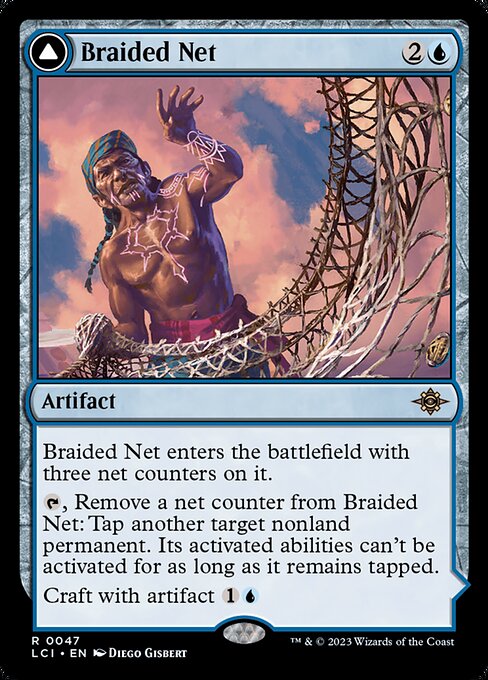 Braided Net 2
Artifact
Braided Net enters the battlefield with
three net counters on it.
, Remove a net counter from Braided
Net: Tap another target nonland
permanent. Its activated abilities can't be
activated for as long as it remains tapped.
Craft with artifact 1
R 0047
LCI • EN Diego Gisbert
™ & © 2023 Wizards of the Coast